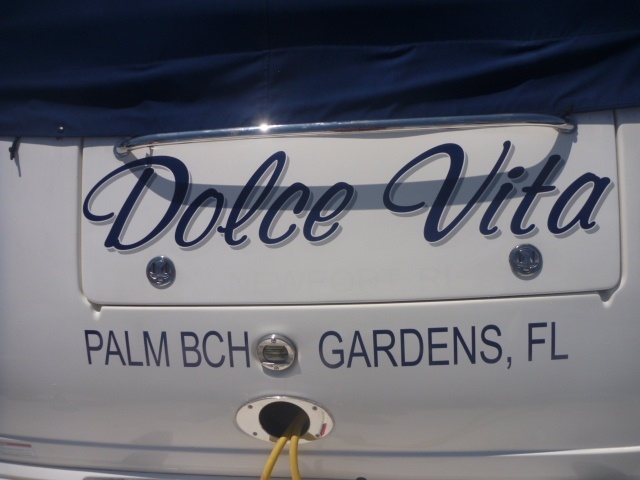 Dolce Vita
PALM BCH GARDENS, FL